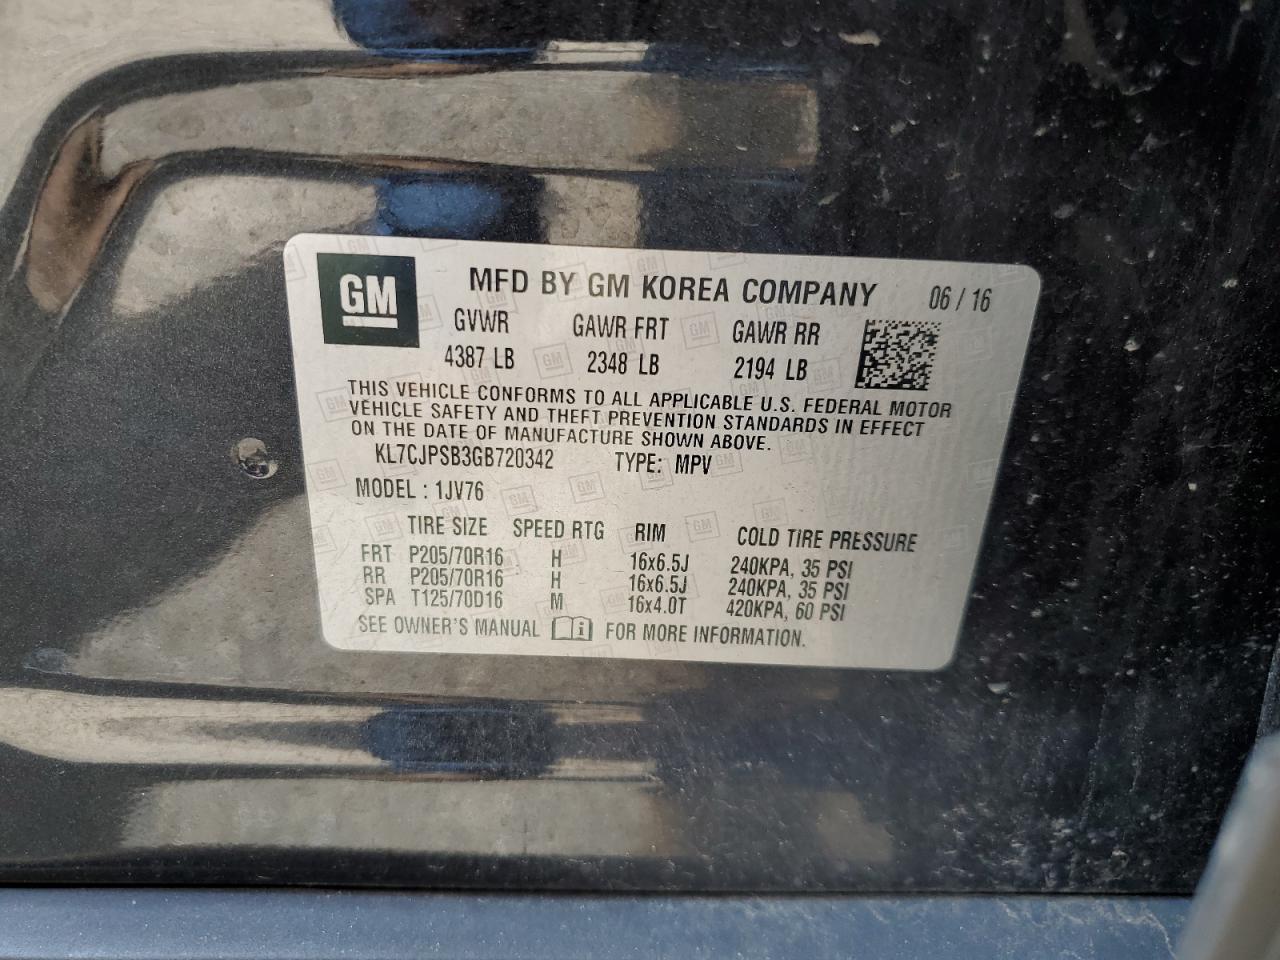 GM MFD BY GM KOREA COMPANY 06 / 16
GVWR GAWR FRT GAWR RR
4387 LB 2348 LB 2194 LB
THIS VEHICLE CONFORMS TO ALL APPLICABLE U.S. FEDERAL MOTOR
VEHICLE SAFETY AND THEFT PREVENTION STANDARDS IN EFFECT
ON THE DATE OF MANUFACTURE SHOWN ABOVE.
KL7CJPSB3GB720342 TYPE: MPV
MODEL : 1JV76
TIRE SIZE SPEED RTG RIM COLD TIRE PRESSURE
FRT P205/70R16 H 16x6.5J 240KPA, 35 PSI
RR P205/70R16 H 16x6.5J 240KPA, 35 PSI
SPA T125/70D16 M 16x4.0T 420KPA, 60 PSI
SEE OWNER'S MANUAL FOR MORE INFORMATION.